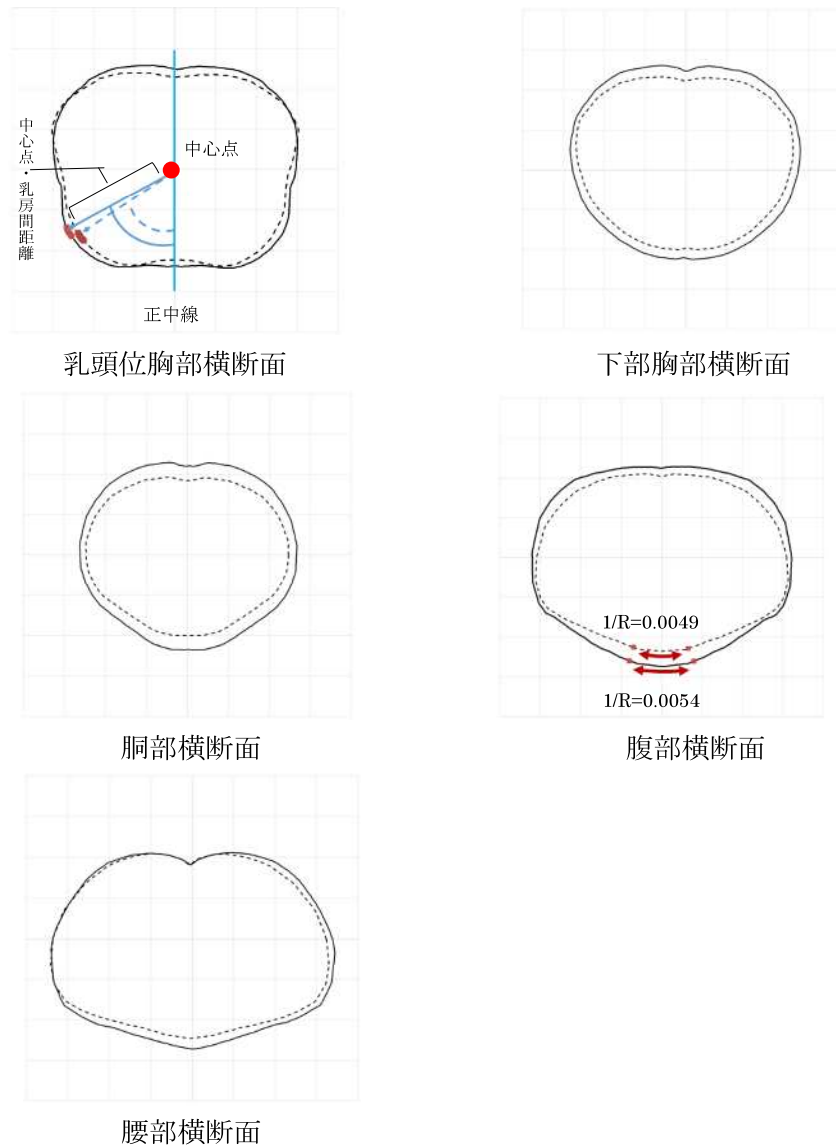 中心点・乳房間距離
中心点
正中線
乳頭位胸部横断面
下部胸部横断面
胴部横断面
1/R=0.0049
1/R=0.0054
腹部横断面
腰部横断面